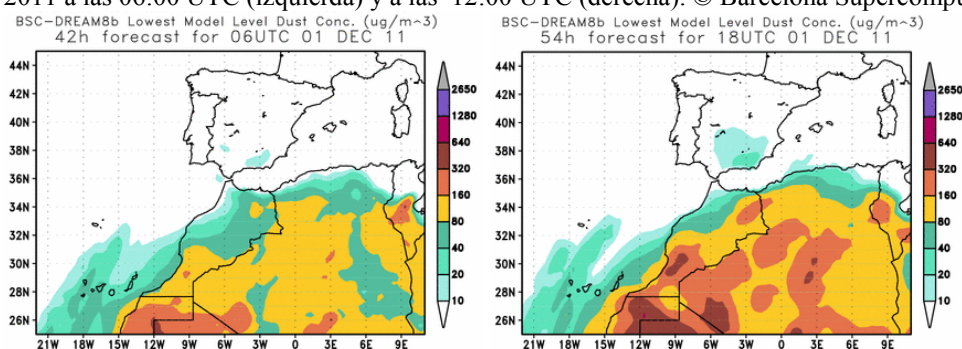 2011 a las 06:00 UTC (izquierda) y a las 12:00 UTC (derecha). © Barcelona
BSC-DREAM8b Lowest Model Level Dust Conc. (ug/m^3)
42h forecast for 06UTC 01 DEC 11
44N
42N
40N
38N
36N
34N
32N
30N
28N
26N
21W 18W 15W 12W 9W 6W 3W 0 3E 6E 9E
2650
1280
640
320
160
80
40
20
10
BSC-DREAM8b Lowest Model Level Dust Conc. (ug/m^3)
54h forecast for 18UTC 01 DEC 11
44N
42N
40N
38N
36N
34N
32N
30N
28N
26N
21W 18W 15W 12W 9W 6W 3W 0 3E 6E 9E
2650
1280
640
320
160
80
40
20
10